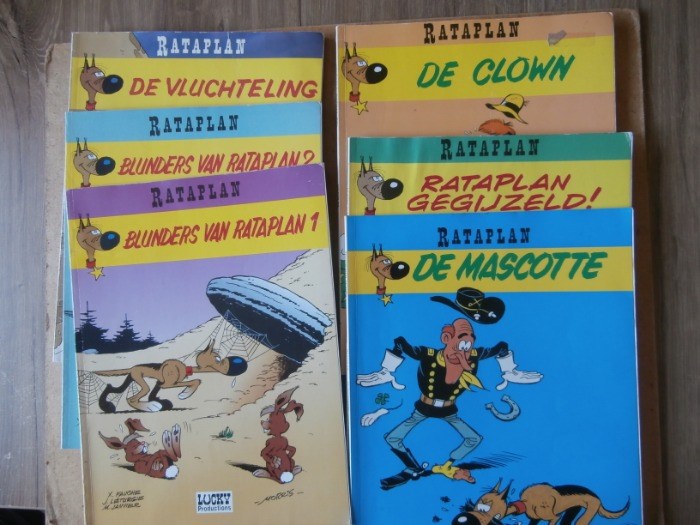 RATAPLAN
DE VLUCHTELING
RATAPLAN
BLUNDERS VAN RATAPLAN 2
RATAPLAN
BLUNDERS VAN RATAPLAN 1
LUCKY
Productions
MORRIS
RATAPLAN
DE CLOWN
RATAPLAN
RATAPLAN
GEGIJZELD!
RATAPLAN
DE MASCOTTE